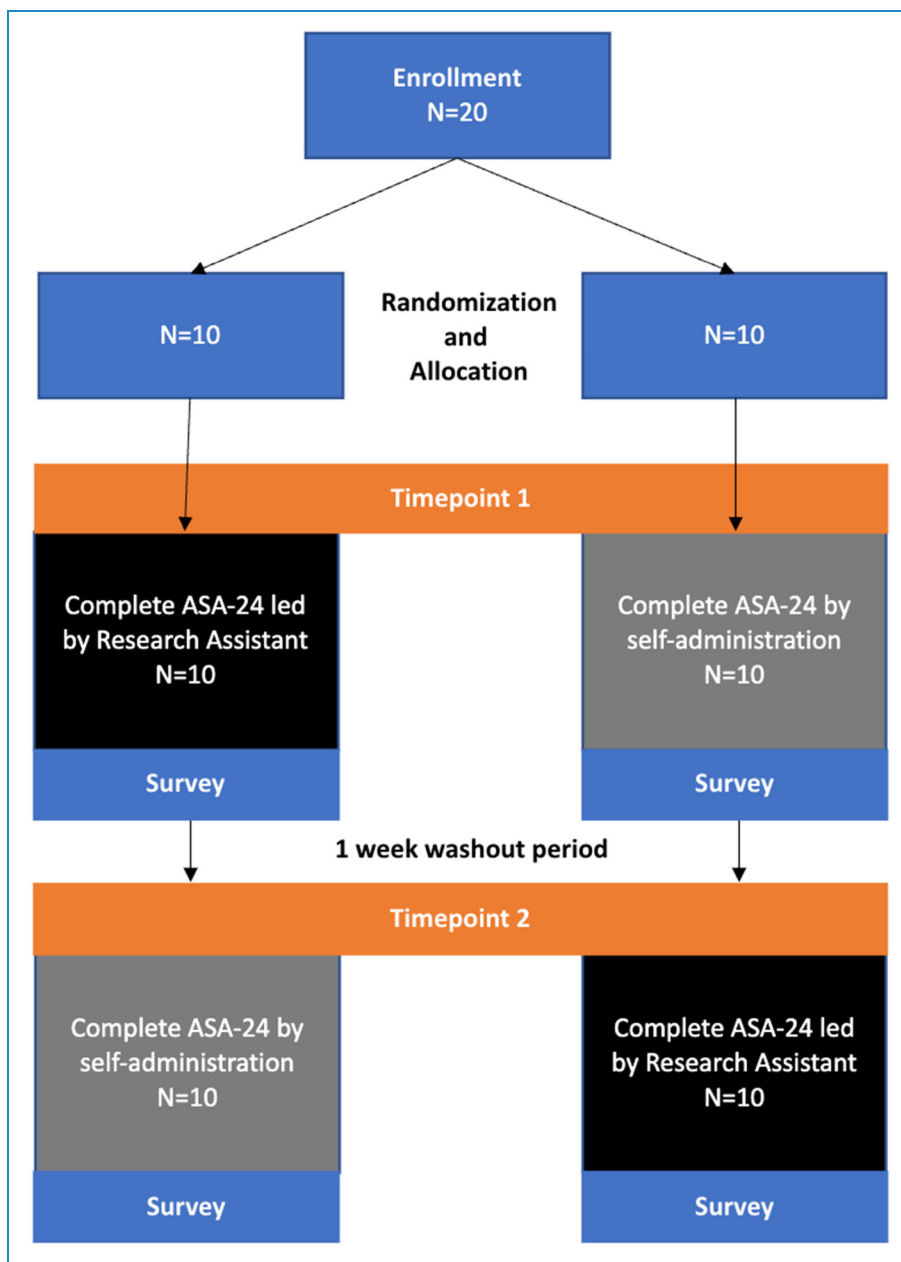 Enrollment
N=20
N=10
Randomization
and
Allocation
N=10
Timepoint 1
Complete ASA-24 led
by Research Assistant
N=10
Complete ASA-24 by
self-administration
N=10
Survey
Survey
1 week washout period
Timepoint 2
Complete ASA-24 by
self-administration
N=10
Complete ASA-24 led
by Research Assistant
N=10
Survey
Survey